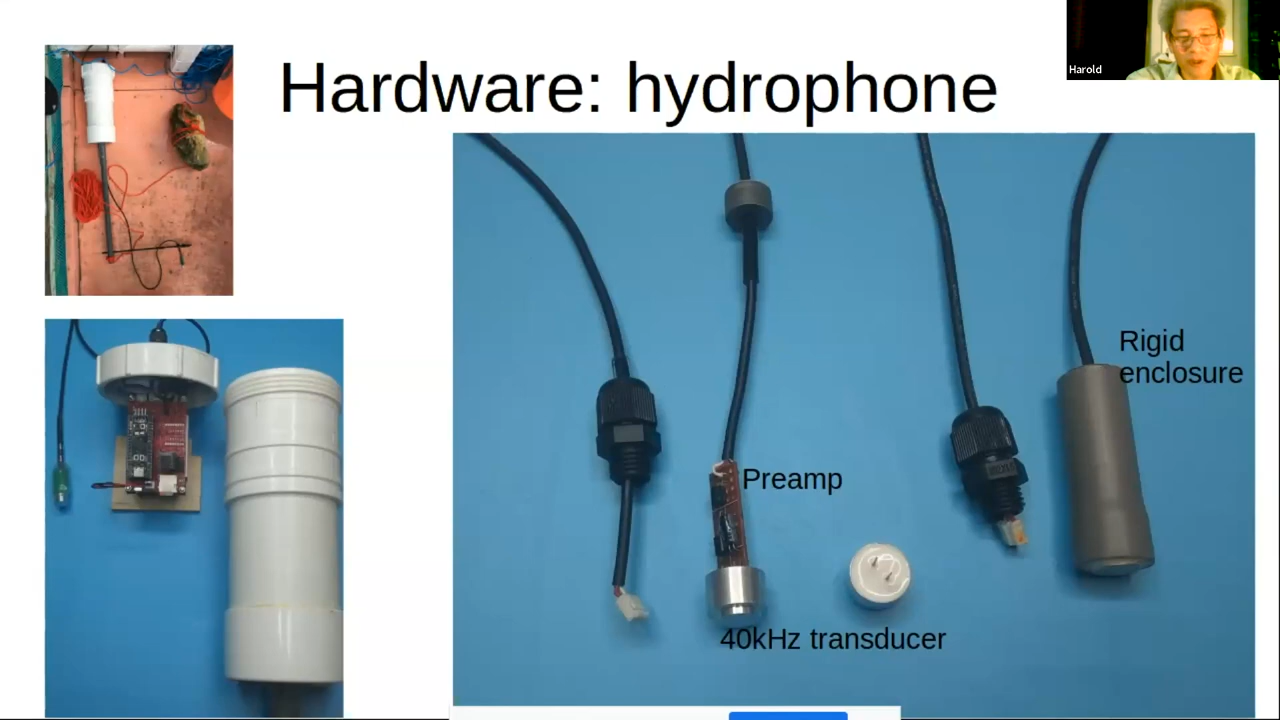 Hardware: hydrophone
Harold
Rigid
enclosure
Preamp
40kHz transducer